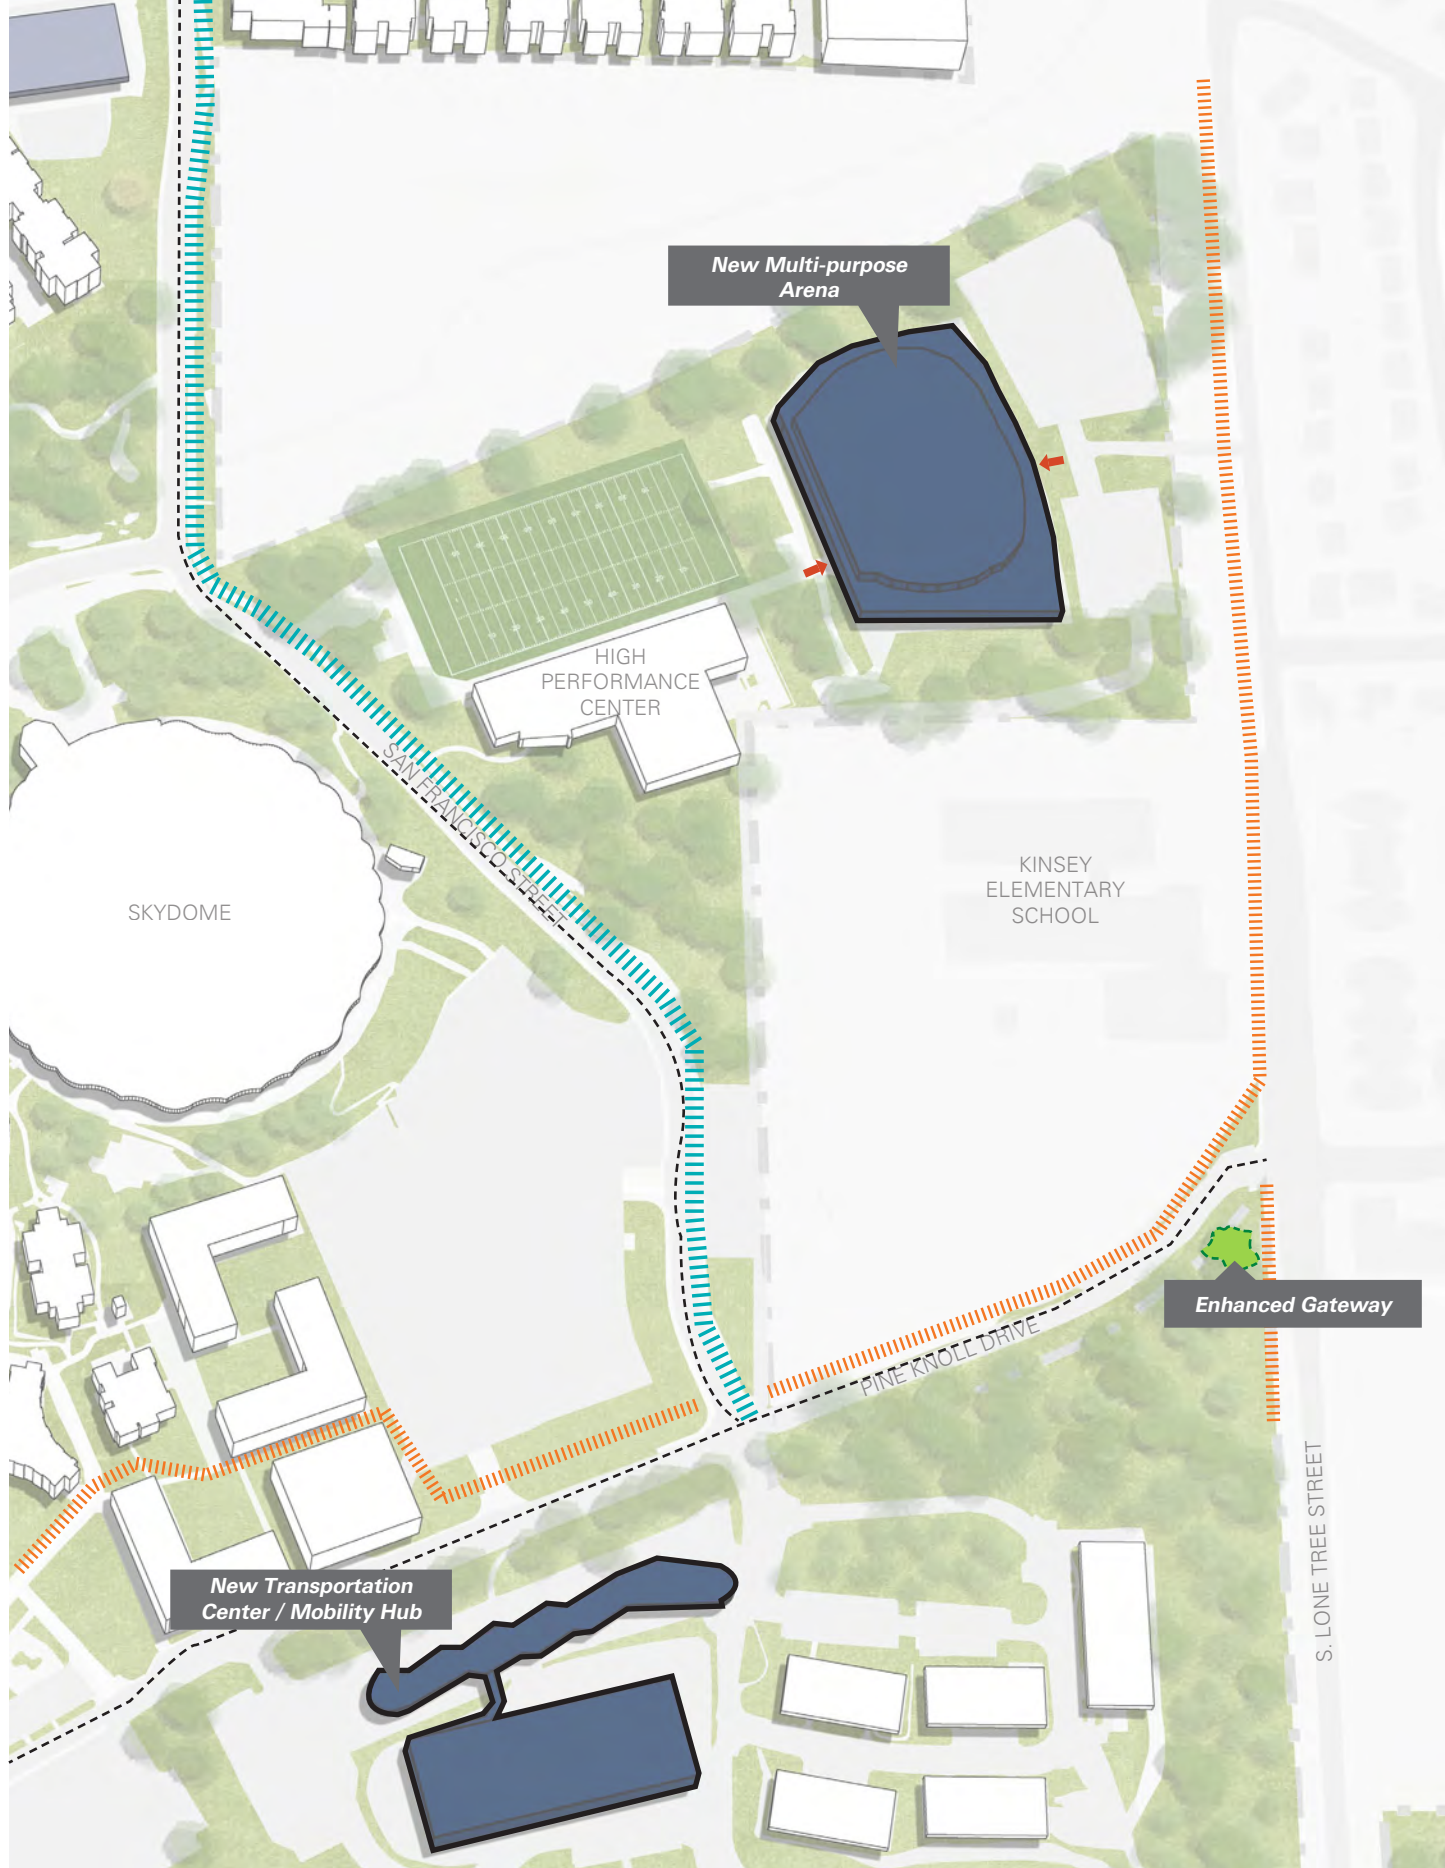 New Multi-purpose
Arena
HIGH
PERFORMANCE
CENTER
SAN FRANCISCO STREET
KINSEY
ELEMENTARY
SCHOOL
SKYDOME
Enhanced Gateway
PINE KNOLL DRIVE
S. LONE TREE STREET
New Transportation
Center / Mobility Hub